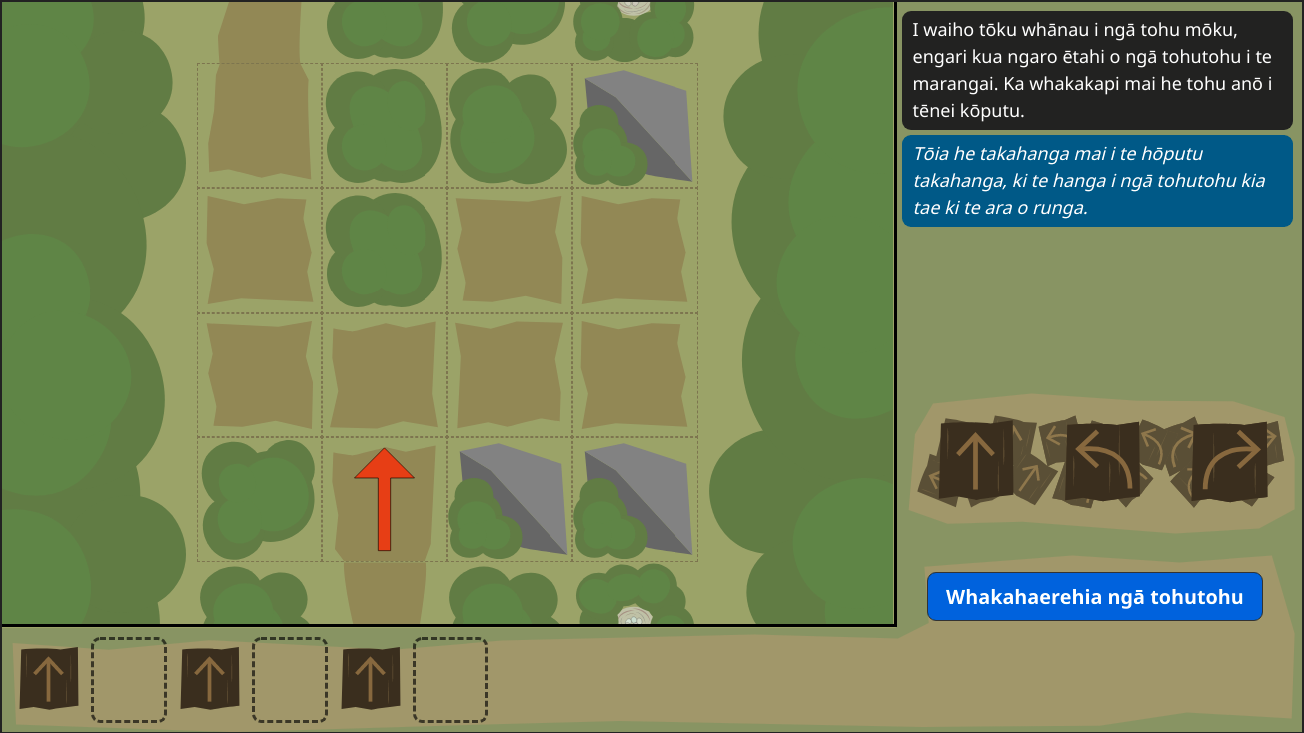 I waiho tōku whānau i ngā tohu mōku,
engari kua ngaro ētahi o ngā tohutohu i te
marangai. Ka whakakapi mai he tohu anō i
tēnei kōputu.
Tōia he takahanga mai i te hōputu
takahanga, ki te hanga i ngā tohutohu kia
tae ki te ara o runga.
Whakahaerehia ngā tohutohu